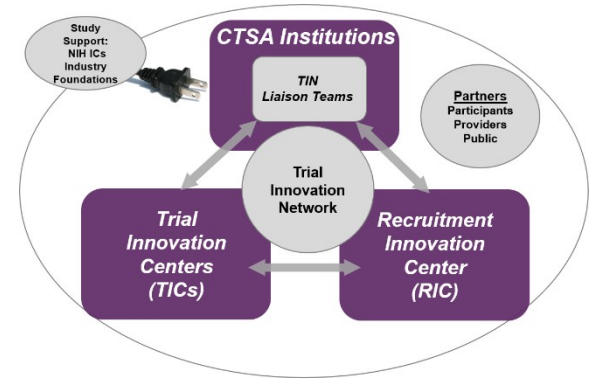 Study
Support:
NIH ICs
Industry
Foundations
CTSA Institutions
TIN
Liaison Teams
Partners
Participants
Providers
Public
Trial
Innovation
Network
Trial
Innovation
Centers
(TICs)
Recruitment
Innovation
Center
(RIC)